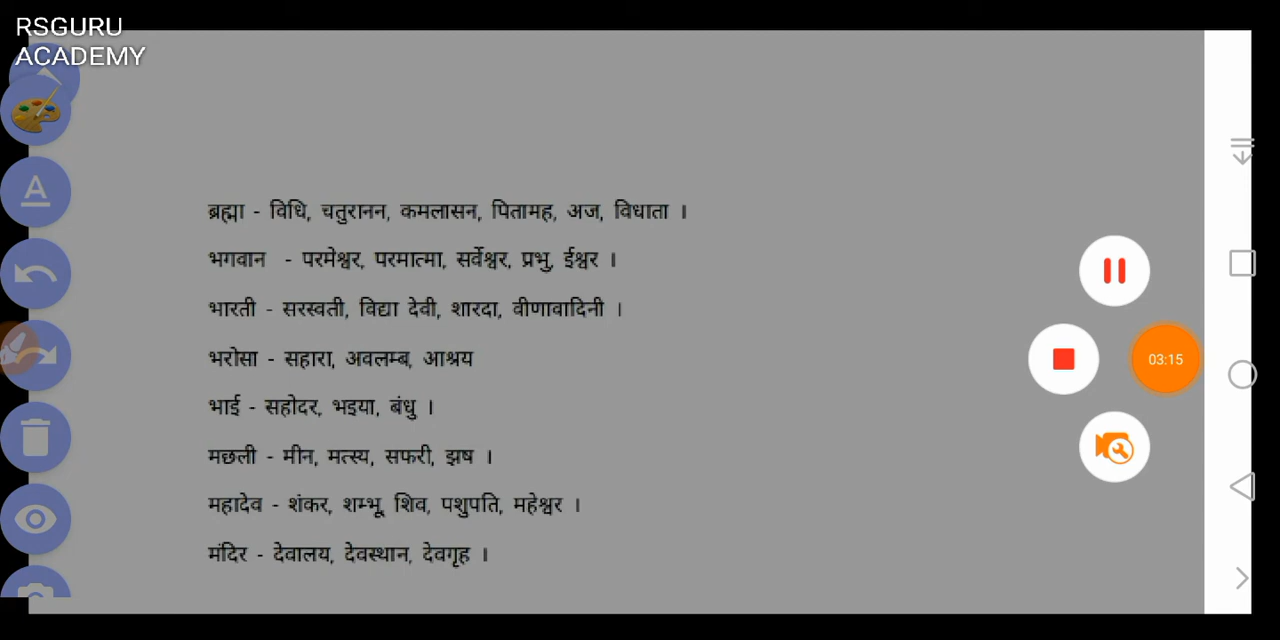 RSGURU
ACADEMY
ब्रह्मा - विधि, चतुरानन, कमलासन, पितामह, अज, विधाता ।
भगवान - परमेश्वर, परमात्मा, सर्वेश्वर, प्रभु, ईश्वर ।
भारती - सरस्वती, विद्या देवी, शारदा, वीणावादिनी ।
भरोसा - सहारा, अवलम्ब, आश्रय
03:15
भाई - सहोदर, भइया, बंधु ।
मछली - मीन, मत्स्य, सफरी, झष ।
महादेव - शंकर, शम्भू, शिव, पशुपति, महेश्वर ।
मंदिर - देवालय, देवस्थान, देवगृह ।